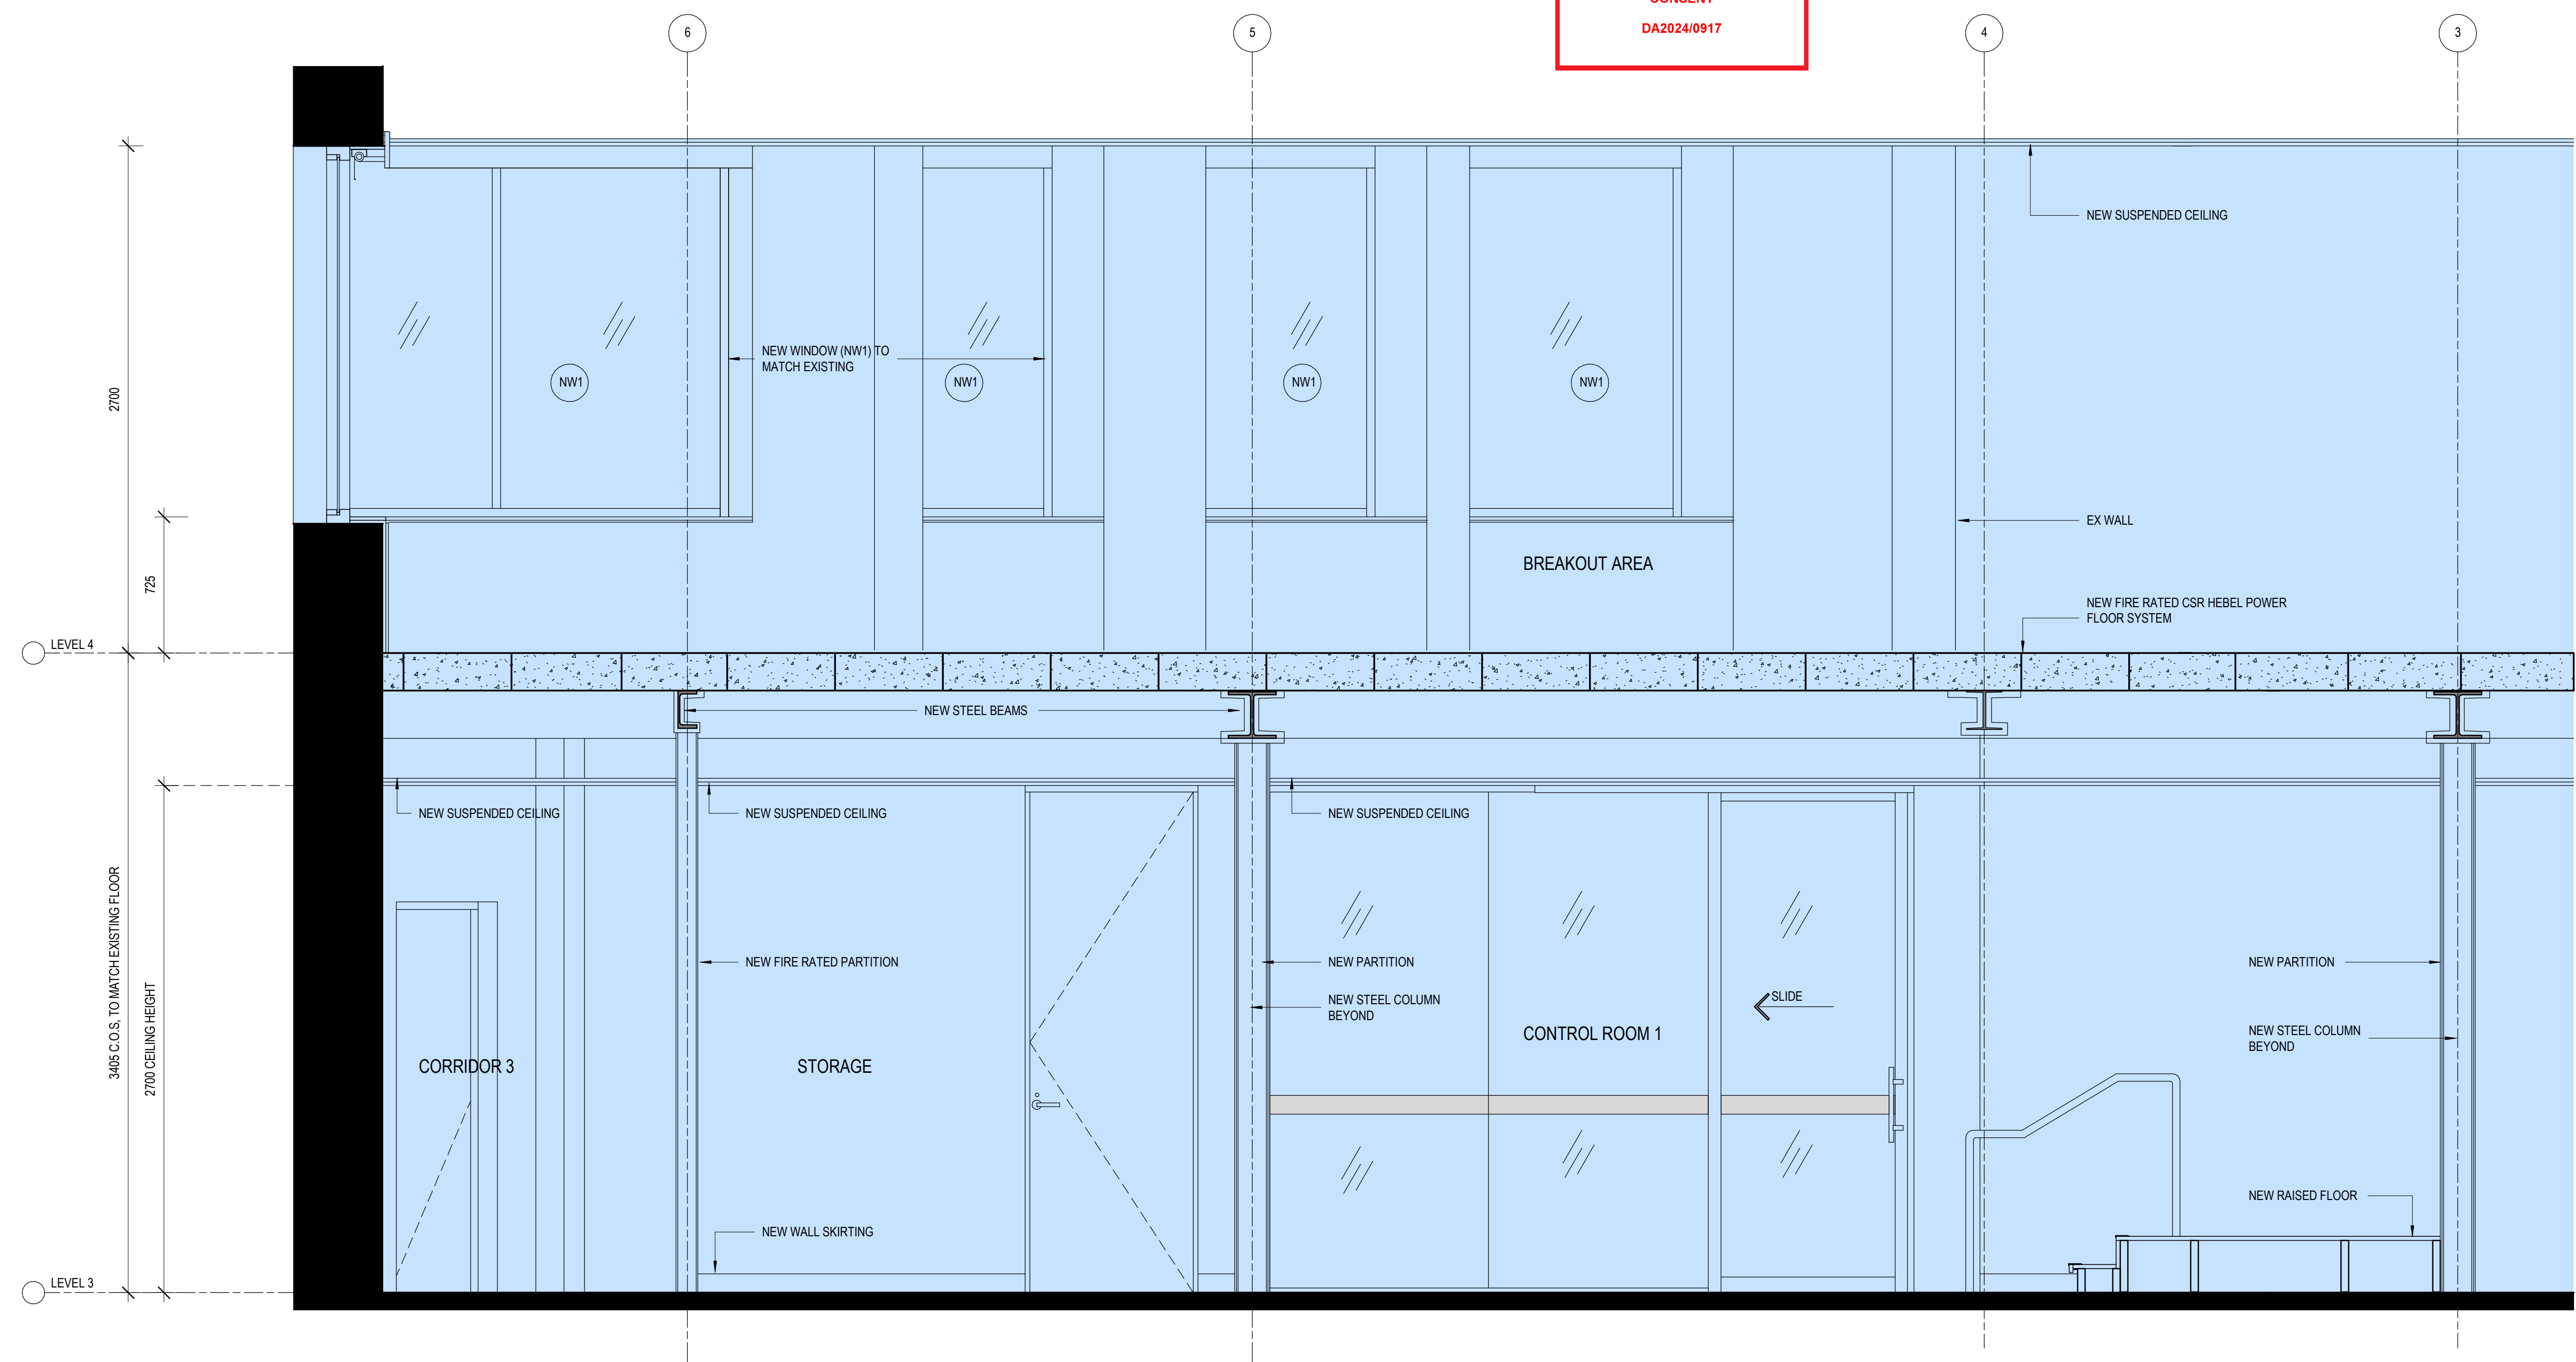 CONSENT
DA2024/0917
6
5
4
3
NEW SUSPENDED CEILING
2700
NEW WINDOW (NW1) TO
MATCH EXISTING
NW1
NW1
NW1
NW1
EX WALL
BREAKOUT AREA
725
NEW FIRE RATED CSR HEBEL POWER
FLOOR SYSTEM
LEVEL 4
NEW STEEL BEAMS
NEW SUSPENDED CEILING
NEW SUSPENDED CEILING
NEW SUSPENDED CEILING
3405 C.O.S, TO MATCH EXISTING FLOOR
2700 CEILING HEIGHT
NEW FIRE RATED PARTITION
NEW PARTITION
NEW PARTITION
NEW STEEL COLUMN
BEYOND
SLIDE
CONTROL ROOM 1
NEW STEEL COLUMN
BEYOND
CORRIDOR 3
STORAGE
NEW RAISED FLOOR
NEW WALL SKIRTING
LEVEL 3